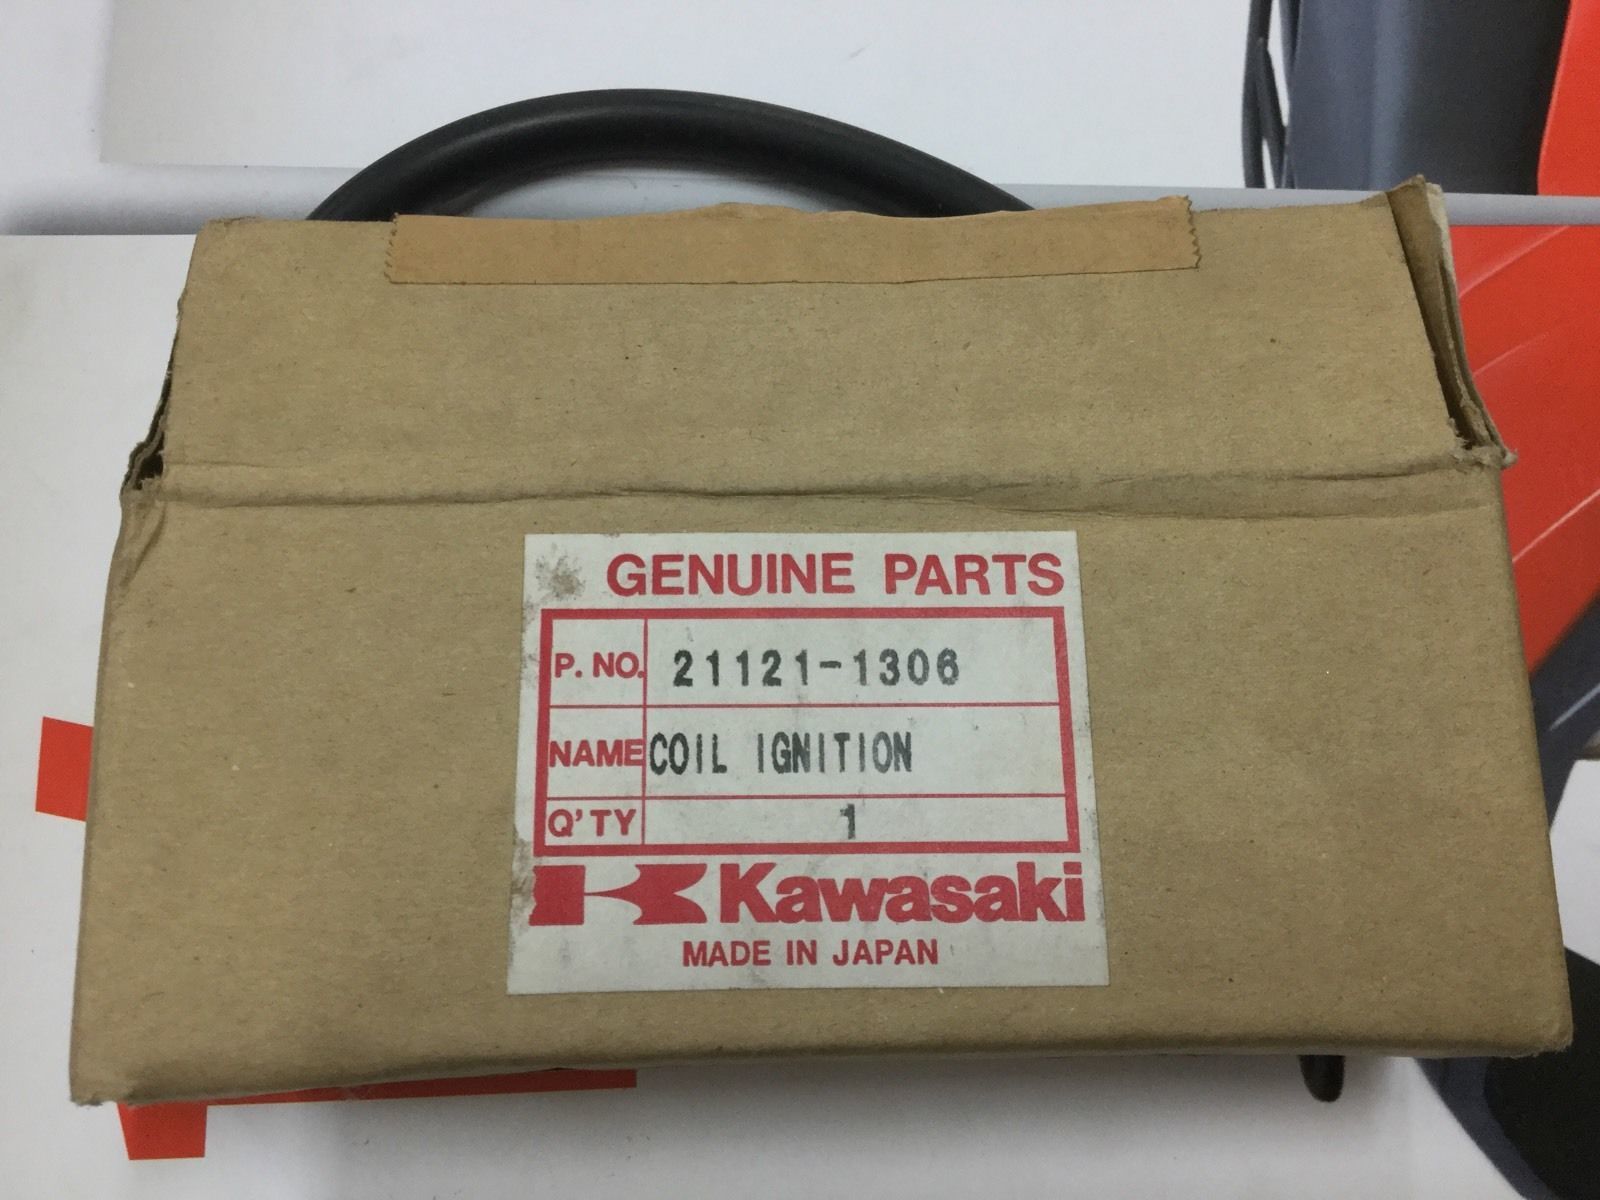 GENUINE PARTS
P. NO. 21121-1306
NAME COIL IGNITION
Q'TY 1
Kawasaki
MADE IN JAPAN